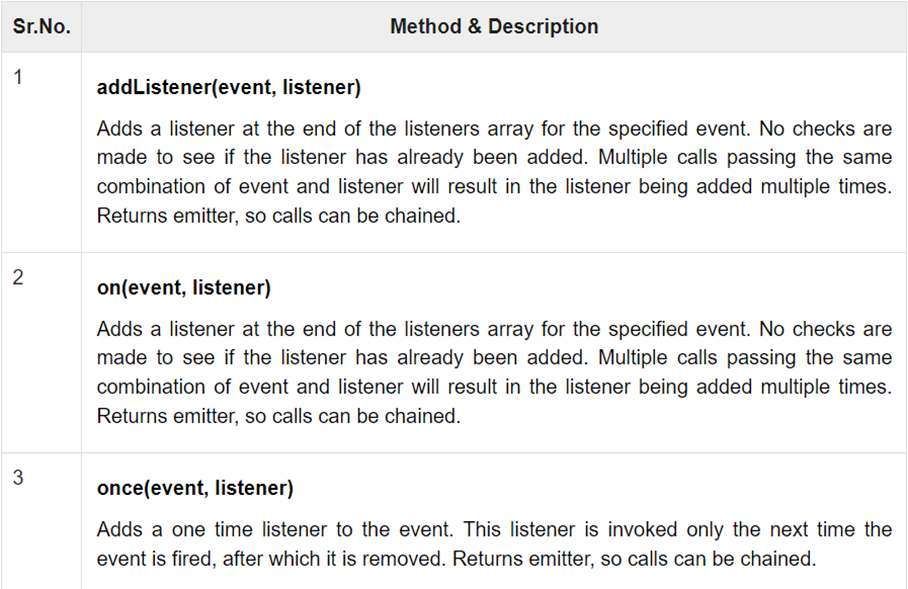 Sr.No. Method & Description
1
addListener(event, listener)
Adds a listener at the end of the listeners array for the specified event. No checks are
made to see if the listener has already been added. Multiple calls passing the same
combination of event and listener will result in the listener being added multiple times.
Returns emitter, so calls can be chained.
2
on(event, listener)
Adds a listener at the end of the listeners array for the specified event. No checks are
made to see if the listener has already been added. Multiple calls passing the same
combination of event and listener will result in the listener being added multiple times.
Returns emitter, so calls can be chained.
3
once(event, listener)
Adds a one time listener to the event. This listener is invoked only the next time the
event is fired, after which it is removed. Returns emitter, so calls can be chained.